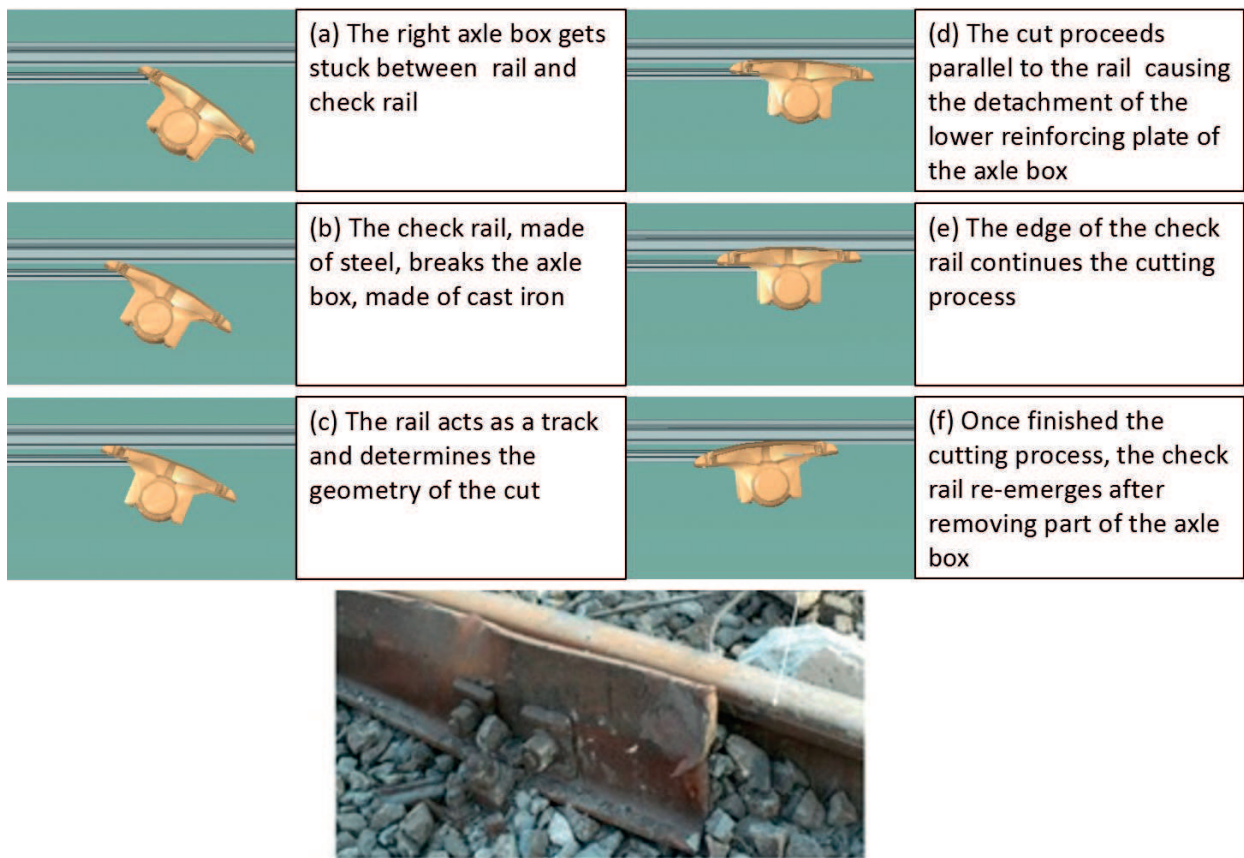 (a) The right axle box gets
stuck between rail and
check rail
(b) The check rail, made
of steel, breaks the axle
box, made of cast iron
(c) The rail acts as a track
and determines the
geometry of the cut
(d) The cut proceeds
parallel to the rail causing
the detachment of the
lower reinforcing plate of
the axle box
(e) The edge of the check
rail continues the cutting
process
(f) Once finished the
cutting process, the check
rail re-emerges after
removing part of the axle
box